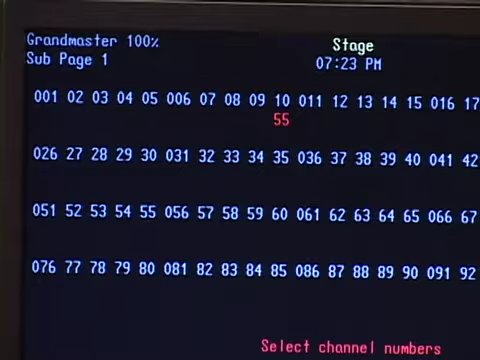 Grandmaster 100% Stage
Sub Page 1 07:23 PM
001 02 03 04 05 006 07 08 09 10 011 12 13 14 15 016 17
55
026 27 28 29 30 031 32 33 34 35 036 37 38 39 40 041 42
051 52 53 54 55 056 57 58 59 60 061 62 63 64 65 066 67
076 77 78 79 80 081 82 83 84 85 086 87 88 89 90 091 92
Select channel numbers